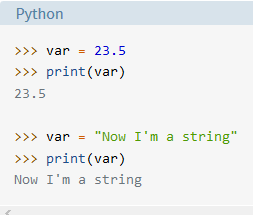 Python
>>> var = 23.5
>>> print(var)
23.5
>>> var = "Now I'm a string"
>>> print(var)
Now I'm a string